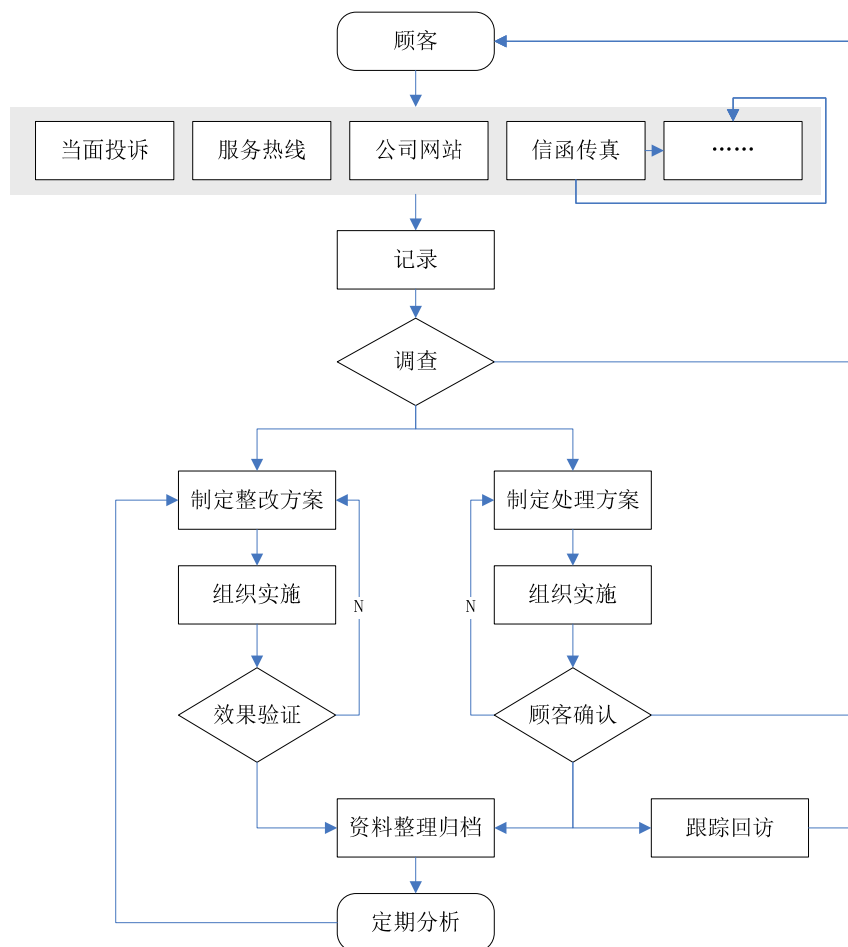 顾客
当面投诉
服务热线
公司网站
信函传真
……
记录
调查
制定整改方案
制定处理方案
组织实施
N
N
组织实施
效果验证
顾客确认
资料整理归档
跟踪回访
定期分析